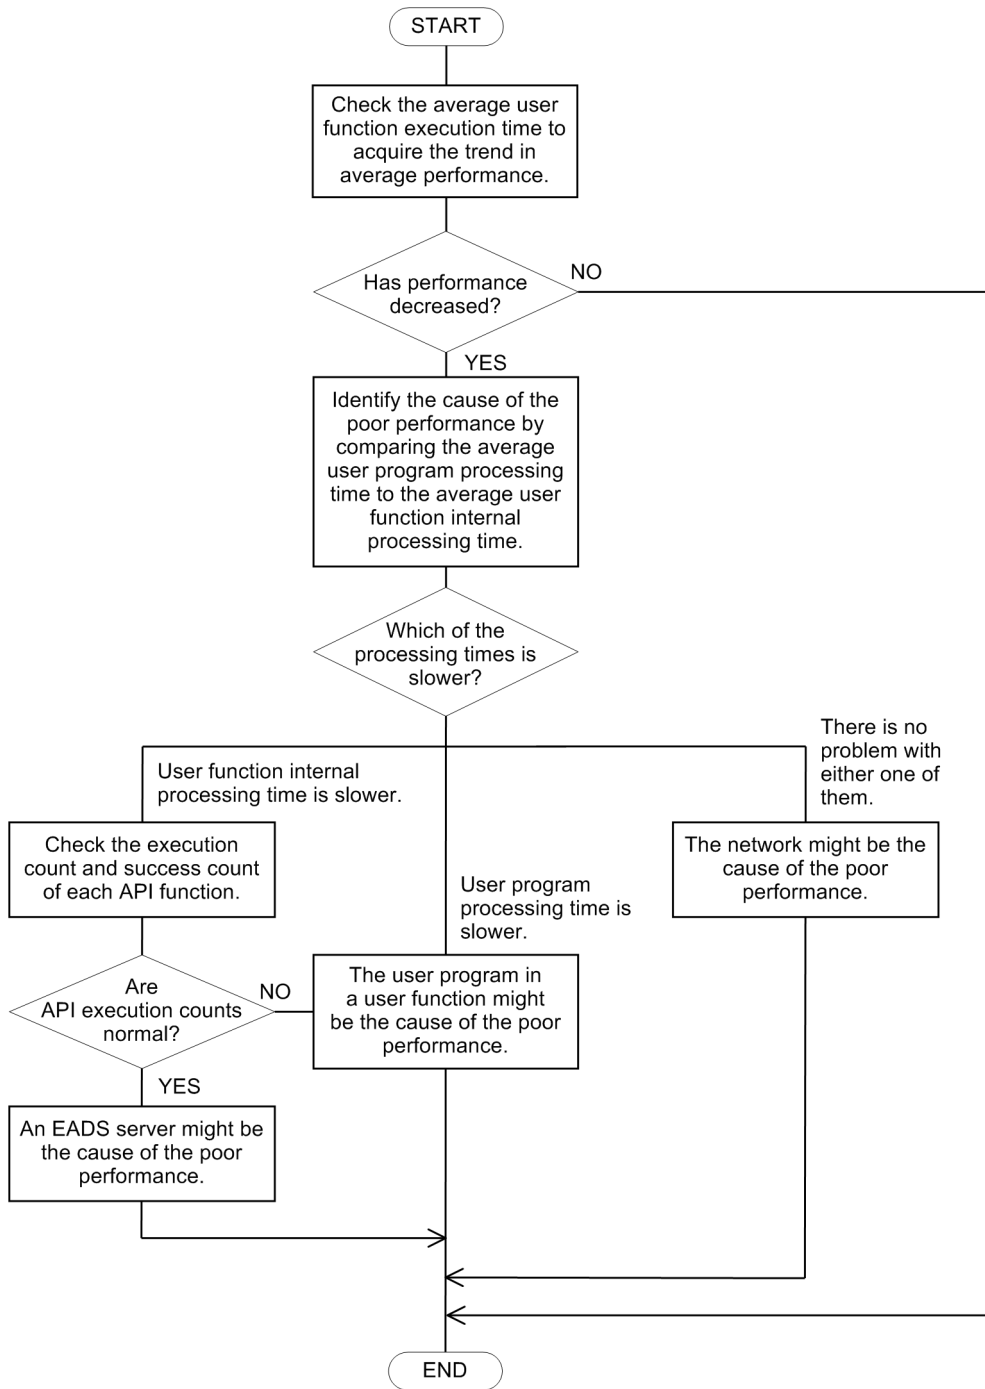 START
Check the average user
function execution time to
acquire the trend in
average performance.
Has performance
decreased?
NO
YES
Identify the cause of the
poor performance by
comparing the average
user program processing
time to the average user
function internal
processing time.
Which of the
processing times is
slower?
User function internal
processing time is slower.
There is no
problem with
either one of
them.
Check the execution
count and success count
of each API function.
User program
processing time is
slower.
The network might be the
cause of the poor
performance.
Are
API execution counts
normal?
NO
The user program in
a user function might
be the cause of the poor
performance.
YES
An EADS server might be
the cause of the poor
performance.
END